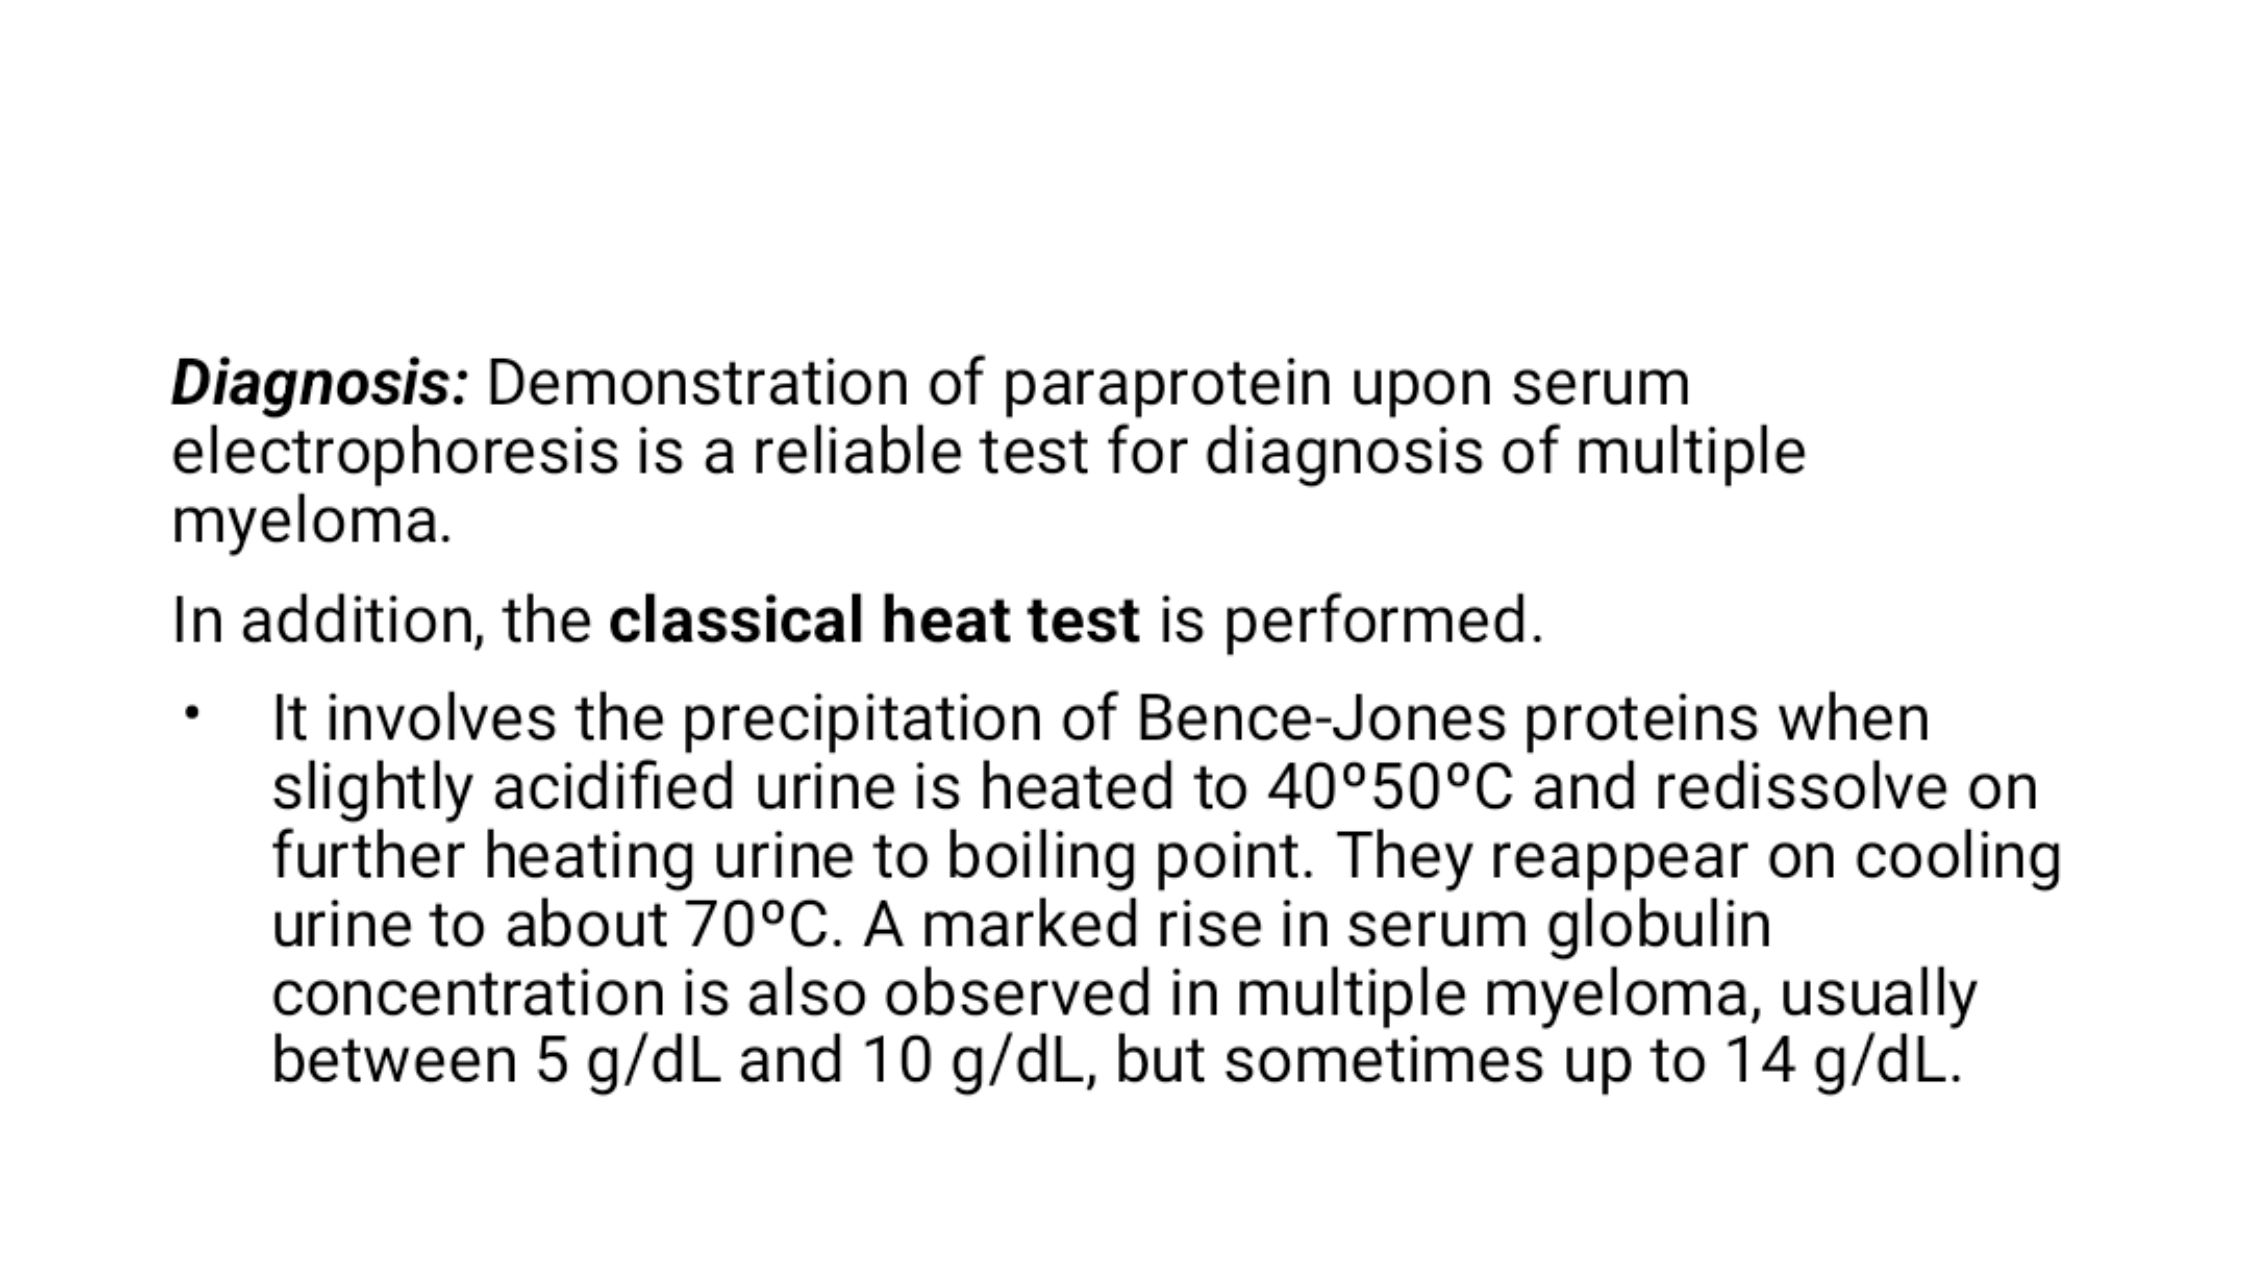 Diagnosis: Demonstration of paraprotein upon serum
electrophoresis is a reliable test for diagnosis of multiple
myeloma.
In addition, the classical heat test is performed.
• It involves the precipitation of Bence-Jones proteins when
slightly acidified urine is heated to 40º50ºC and redissolve on
further heating urine to boiling point. They reappear on cooling
urine to about 70ºC. A marked rise in serum globulin
concentration is also observed in multiple myeloma, usually
between 5 g/dL and 10 g/dL, but sometimes up to 14 g/dL.